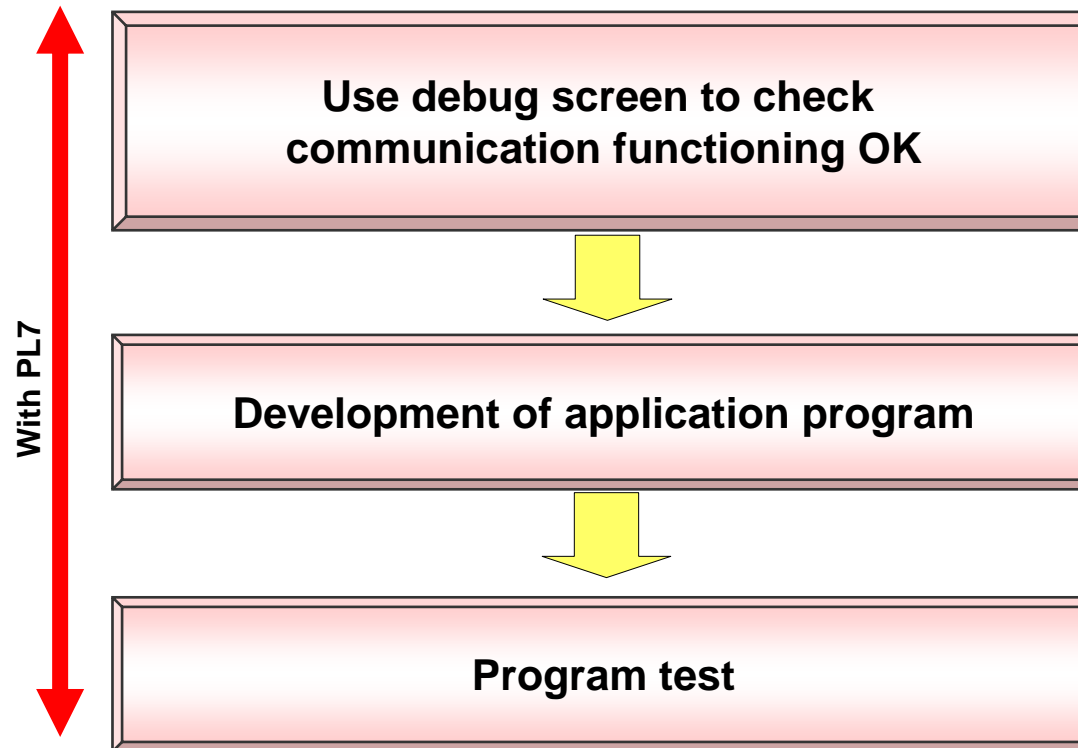 Use debug screen to check
communication functioning OK
With PL7
Development of application program
Program test